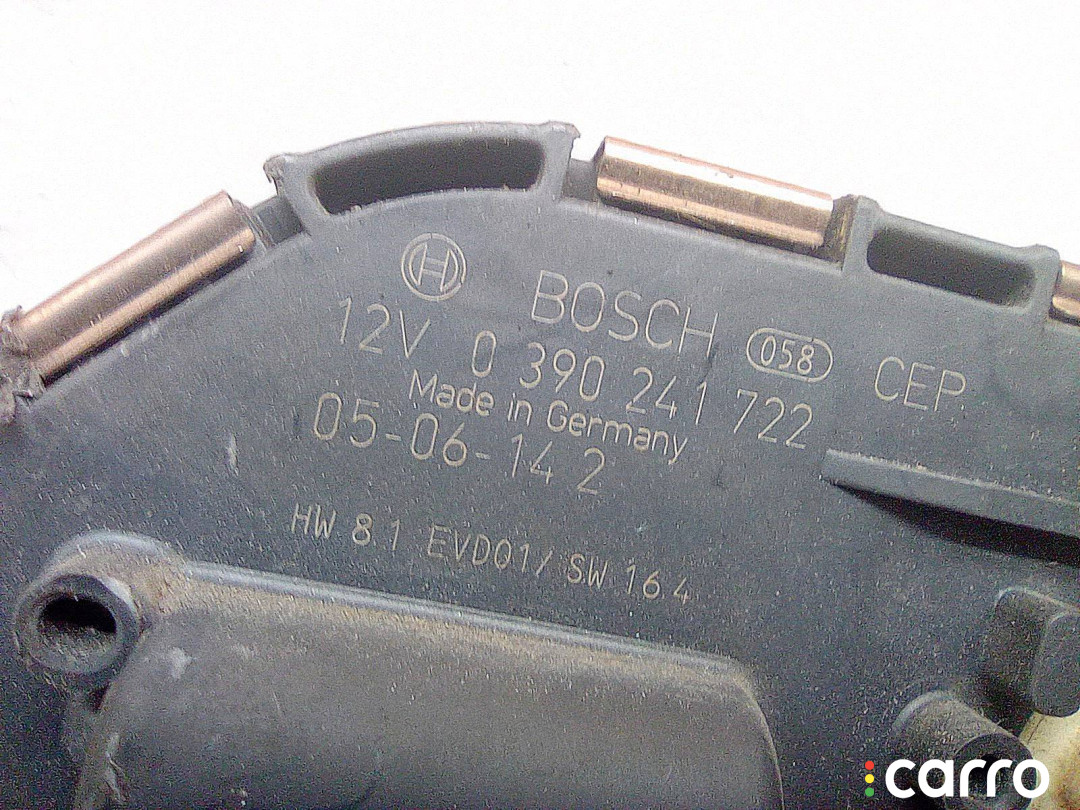 BOSCH 058 CEP
12V 0 390 241 722
Made in Germany
05-06-14 2
HW 8.1 EVD01/ SW 16.4
carro